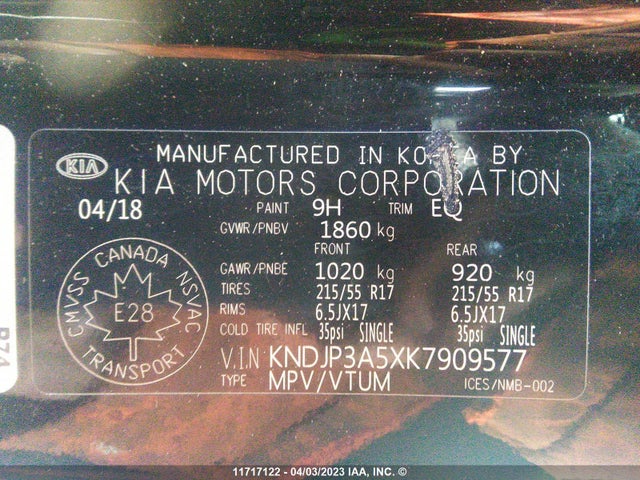 KIA MANUFACTURED IN KOREA BY
KIA MOTORS CORPORATION
04/18 PAINT 9H TRIM EQ
GVWR/PNBV 1860 kg
FRONT REAR
GAWR/PNBE 1020 kg 920 kg
TIRES 215/55 R17 215/55 R17
RIMS 6.5JX17 6.5JX17
COLD TIRE INFL 35psi SINGLE 35psi SINGLE
V.I.N KNDJP3A5XK7909577
TYPE MPV/VTUM ICES/NMB-002
CANADA
CMVSS NSVAC
E28
TRANSPORT
11717122 - 04/03/2023 IAA, INC. ©